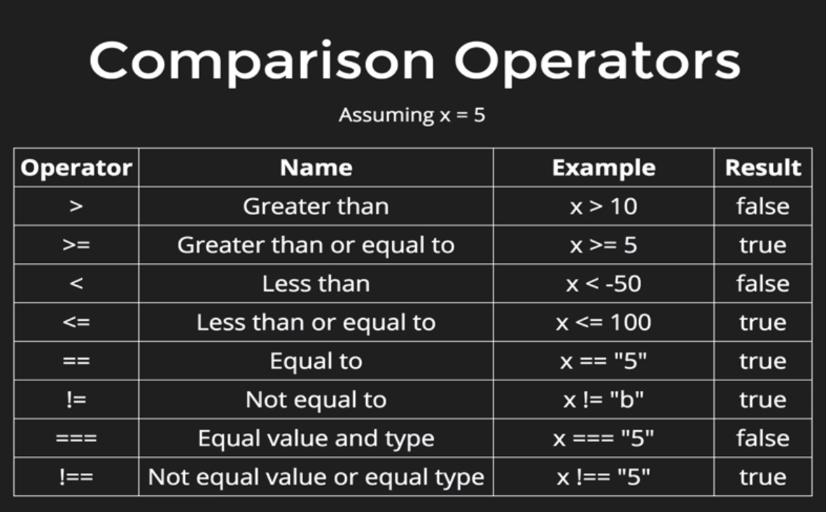 Comparison Operators
Assuming x = 5
Operator Name Example Result
> Greater than x > 10 false
>= Greater than or equal to x >= 5 true
< Less than x < -50 false
<= Less than or equal to x <= 100 true
== Equal to x == "5" true
!= Not equal to x != "b" true
=== Equal value and type x === "5" false
!== Not equal value or equal type x !== "5" true